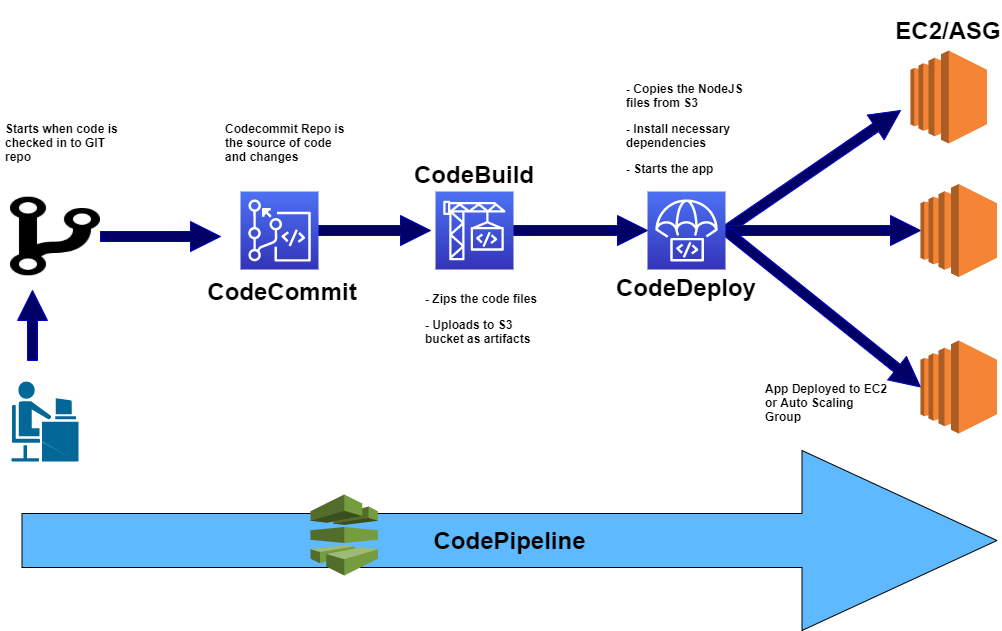 EC2/ASG
- Copies the NodeJS
files from S3
- Install necessary
dependencies
- Starts the app
Starts when code is
checked in to GIT
repo
Codecommit Repo is
the source of code
and changes
CodeBuild
CodeCommit
CodeDeploy
- Zips the code files
- Uploads to S3
bucket as artifacts
App Deployed to EC2
or Auto Scaling
Group
CodePipeline